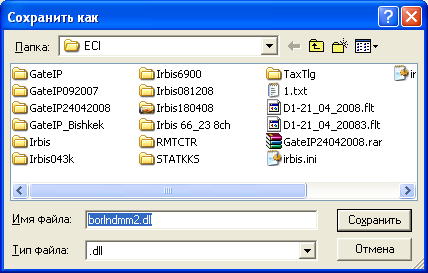 Сохранить как
Папка: ECI
GateIP
GateIP092007
GateIP24042008
GateIP_Bishkek
Irbis
Irbis043k
Irbis6900
Irbis081208
Irbis180408
Irbis 66_23 8ch
RMTCTR
STATKKS
TaxTlg
1.txt
D1-21_04_2008.flt
D1-21_04_20083.flt
GateIP24042008.rar
irbis.ini
Имя файла: borlndmm2.dll
Сохранить
Тип файла: .dll
Отмена